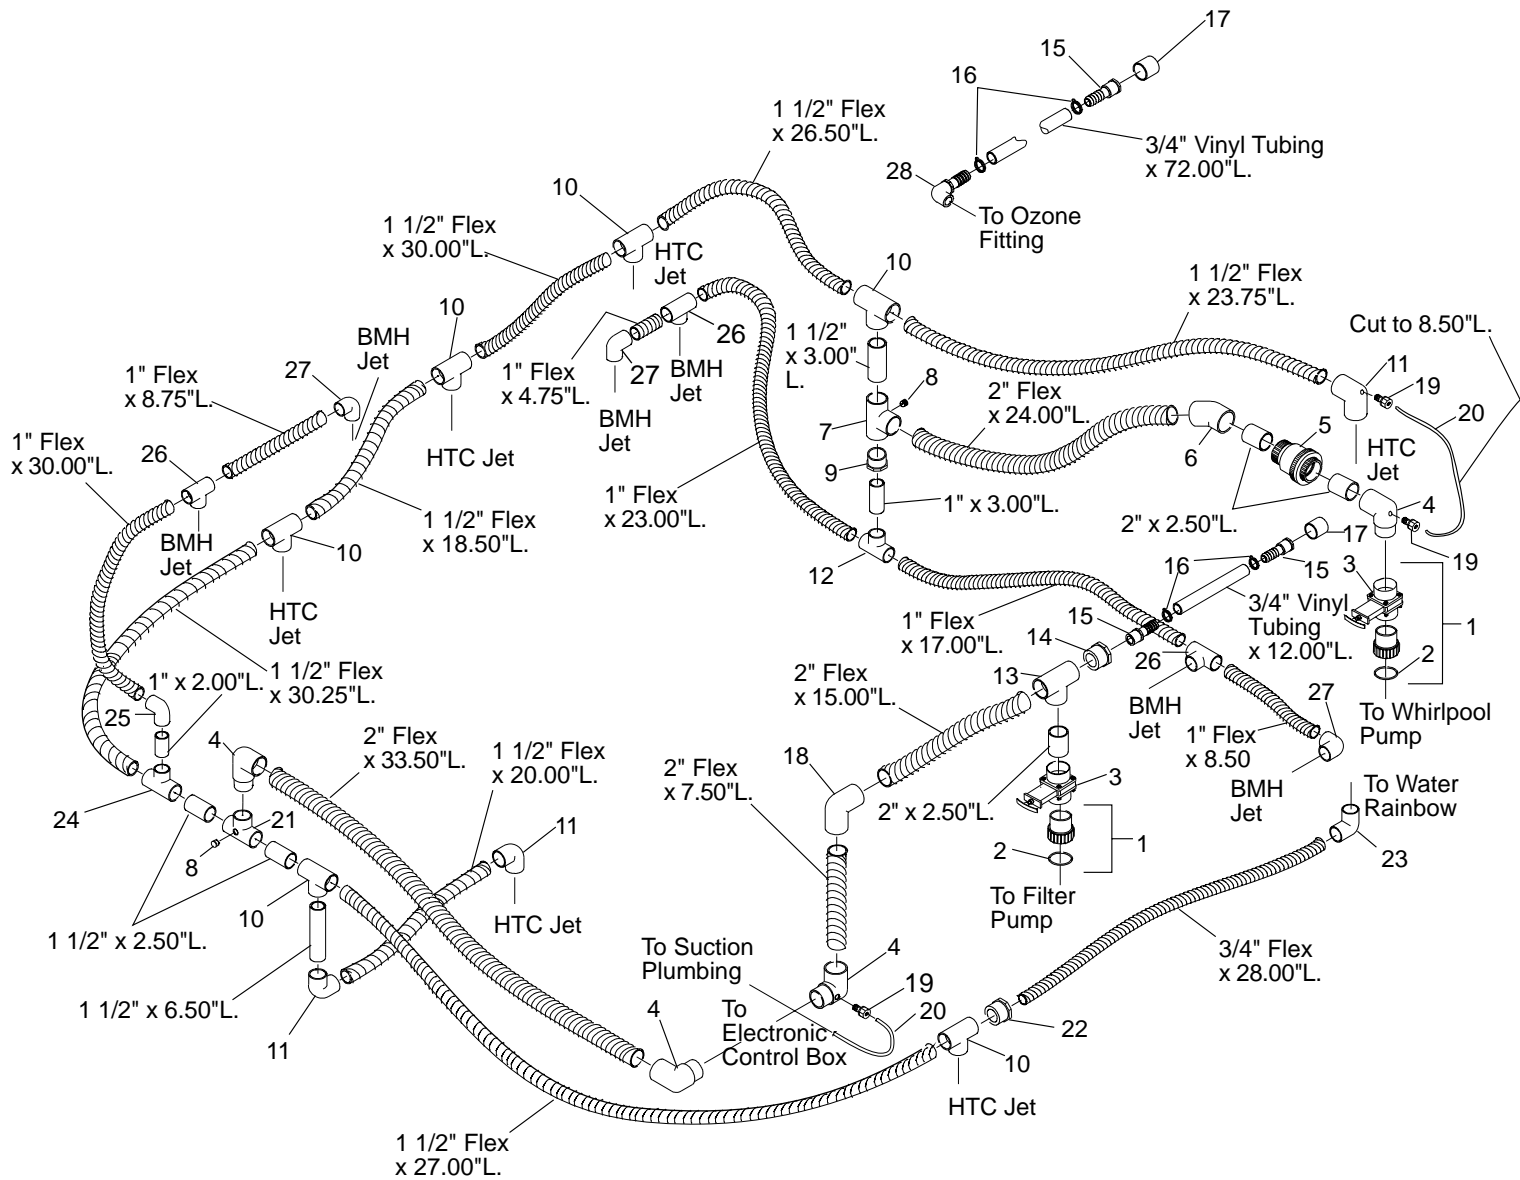 17
15
16
1 1/2" Flex
x 26.50"L.
3/4" Vinyl Tubing
x 72.00"L.
28
10
To Ozone
Fitting
1 1/2" Flex
x 30.00"L.
HTC
Jet
10
1 1/2" Flex
x 23.75"L.
10
Cut to 8.50"L.
BMH
Jet
26
1 1/2"
x 3.00"
L.
11
27
1" Flex
x 8.75"L.
1" Flex
x 4.75"L.
27
BMH
Jet
8
19
2" Flex
x 24.00"L.
20
BMH
Jet
7
5
1" Flex
x 30.00"L.
26
HTC Jet
HTC
Jet
6
9
1" Flex
x 23.00"L.
1" x 3.00"L.
4
1 1/2" Flex
x 18.50"L.
2" x 2.50"L.
17
BMH
Jet
10
12
16
15
3
19
HTC
Jet
3/4" Vinyl
Tubing
x 12.00"L.
1" Flex
x 17.00"L.
15
14
1
26
2
13
1 1/2" Flex
x 30.25"L.
1" x 2.00"L.
2" Flex
x 15.00"L.
27
25
BMH
Jet
To Whirlpool
Pump
4
2" Flex
x 33.50"L.
1 1/2" Flex
x 20.00"L.
1" Flex
x 8.50
18
2" Flex
x 7.50"L.
3
BMH
Jet
To Water
Rainbow
2" x 2.50"L.
24
21
11
1
2
23
8
10
HTC Jet
To Filter
Pump
1 1/2" x 2.50"L.
To Suction
Plumbing
4
3/4" Flex
x 28.00"L.
19
1 1/2" x 6.50"L.
4
To
Electronic
Control Box
20
22
11
10
HTC Jet
1 1/2" Flex
x 27.00"L.